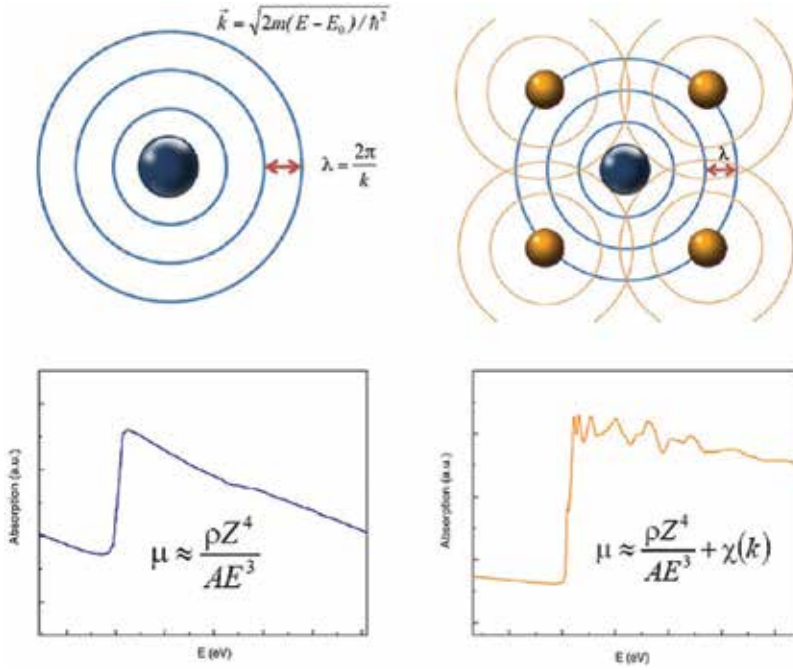 k⃗ = √2m(E − E₀)/ħ²
λ = 2π/k
λ
Absorption (a.u.)
μ ≈ ρZ⁴/AE³
E (eV)
Absorption (a.u.)
μ ≈ ρZ⁴/AE³ + χ(k)
E (eV)